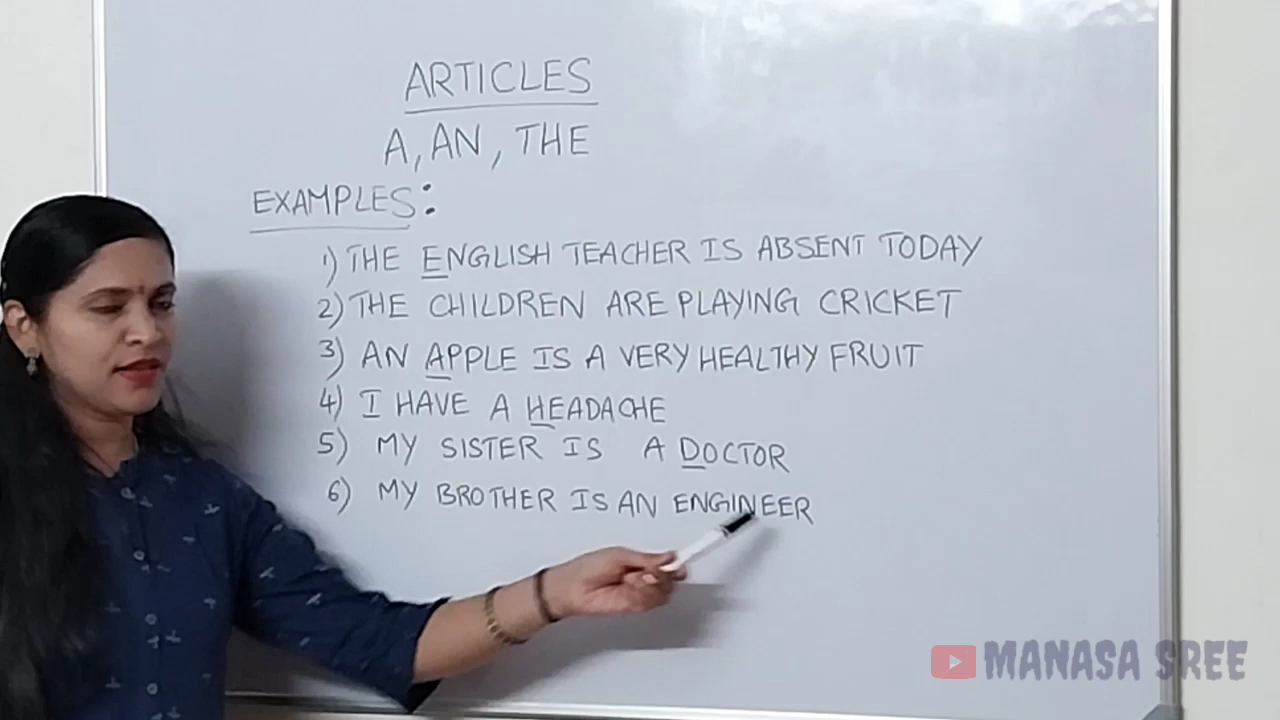 ARTICLES
A, AN, THE
EXAMPLES:
1) THE ENGLISH TEACHER IS ABSENT TODAY
2) THE CHILDREN ARE PLAYING CRICKET
3) AN APPLE IS A VERY HEALTHY FRUIT
4) I HAVE A HEADACHE
5) MY SISTER IS A DOCTOR
6) MY BROTHER IS AN ENGINEER
MANASA SREE